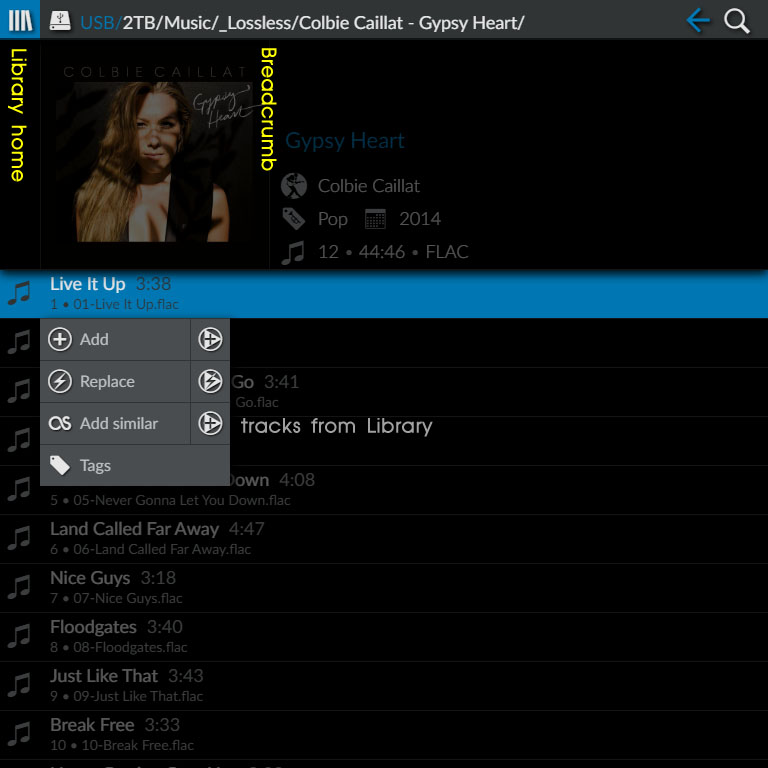 USB/2TB/Music/_Lossless/Colbie Caillat - Gypsy Heart/
Library home
COLBIE CAILLAT
Gypsy
Heart
Breadcrumb
Gypsy Heart
Colbie Caillat
Pop 2014
12 • 44:46 • FLAC
Live It Up 3:38
1 • 01-Live It Up.flac
Add
Replace
Go 3:41
Go.flac
Add similar
tracks from Library
Tags
Down 4:08
5 • 05-Never Gonna Let You Down.flac
Land Called Far Away 4:47
6 • 06-Land Called Far Away.flac
Nice Guys 3:18
7 • 07-Nice Guys.flac
Floodgates 3:40
8 • 08-Floodgates.flac
Just Like That 3:43
9 • 09-Just Like That.flac
Break Free 3:33
10 • 10-Break Free.flac